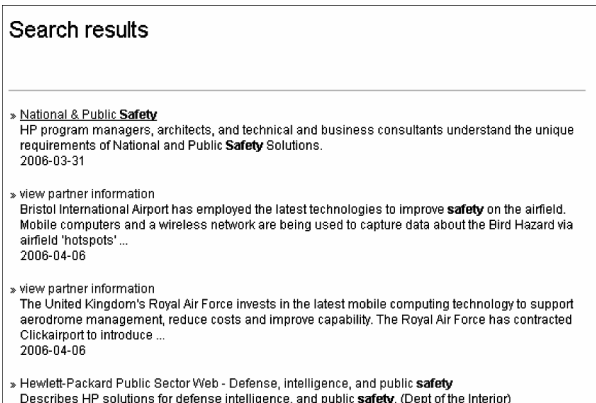 Search results
» National & Public Safety
HP program managers, architects, and technical and business consultants understand the unique
requirements of National and Public Safety Solutions.
2006-03-31
» view partner information
Bristol International Airport has employed the latest technologies to improve safety on the airfield.
Mobile computers and a wireless network are being used to capture data about the Bird Hazard via
airfield 'hotspots' ...
2006-04-06
» view partner information
The United Kingdom's Royal Air Force invests in the latest mobile computing technology to support
aerodrome management, reduce costs and improve capability. The Royal Air Force has contracted
Clickairport to introduce ...
2006-04-06
» Hewlett-Packard Public Sector Web - Defense, intelligence, and public safety
Describes HP solutions for defense intelligence, and public safety. (Dept of the Interior)